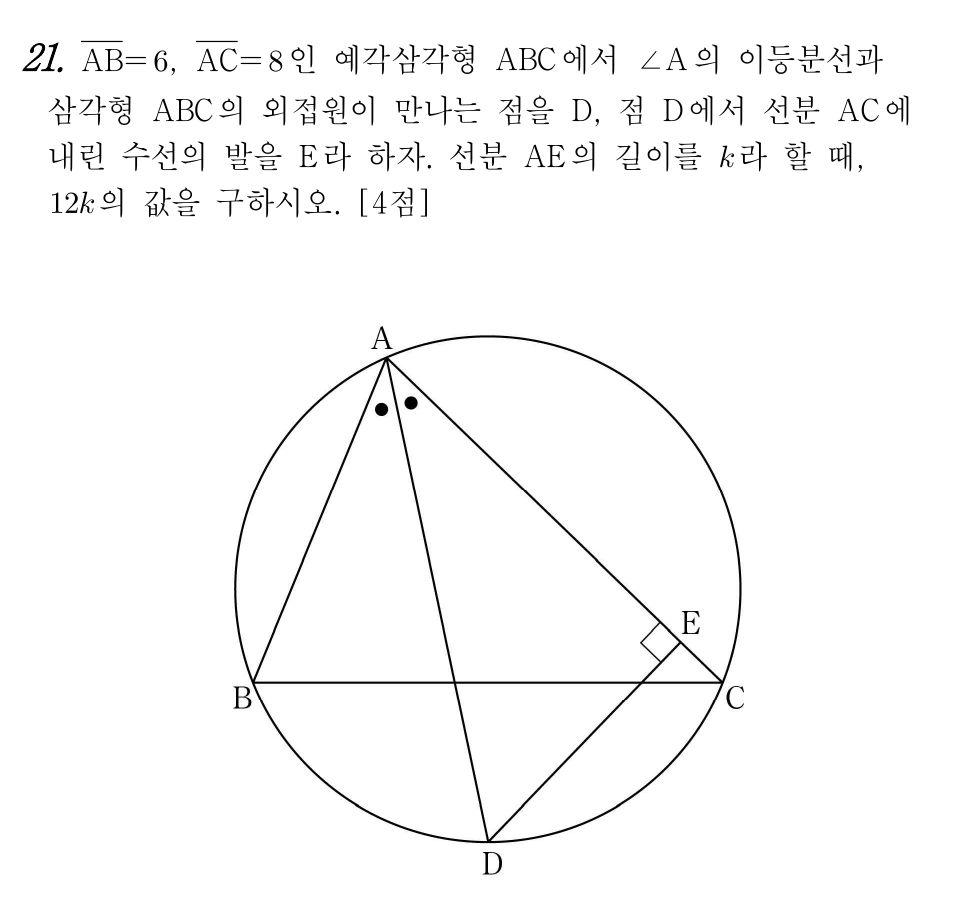 21. AB=6, AC=8인 예각삼각형 ABC에서 ∠A의 이등분선과
삼각형 ABC의 외접원이 만나는 점을 D, 점 D에서 선분 AC에
내린 수선의 발을 E라 하자. 선분 AE의 길이를 k라 할 때,
12k의 값을 구하시오. [4점]
A
E
B
C
D